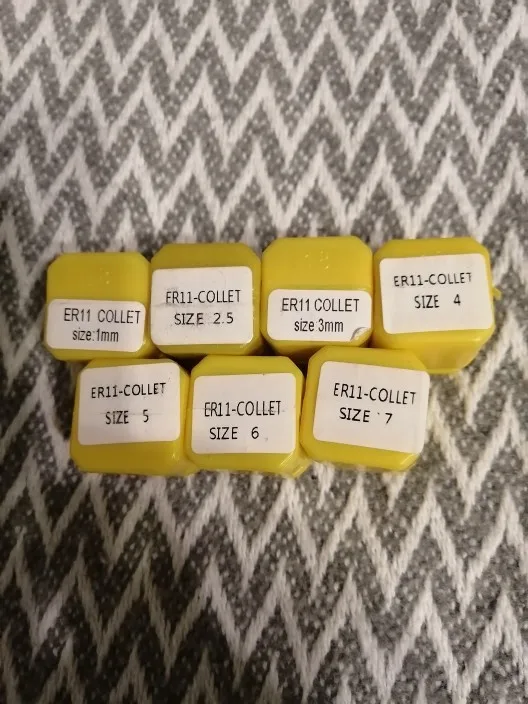 ER11 COLLET
size:1mm
ER11-COLLET
SIZE 2.5
ER11 COLLET
size 3mm
ER11-COLLET
SIZE 4
ER11-COLLET
SIZE 5
ER11-COLLET
SIZE 6
ER11-COLLET
SIZE 7